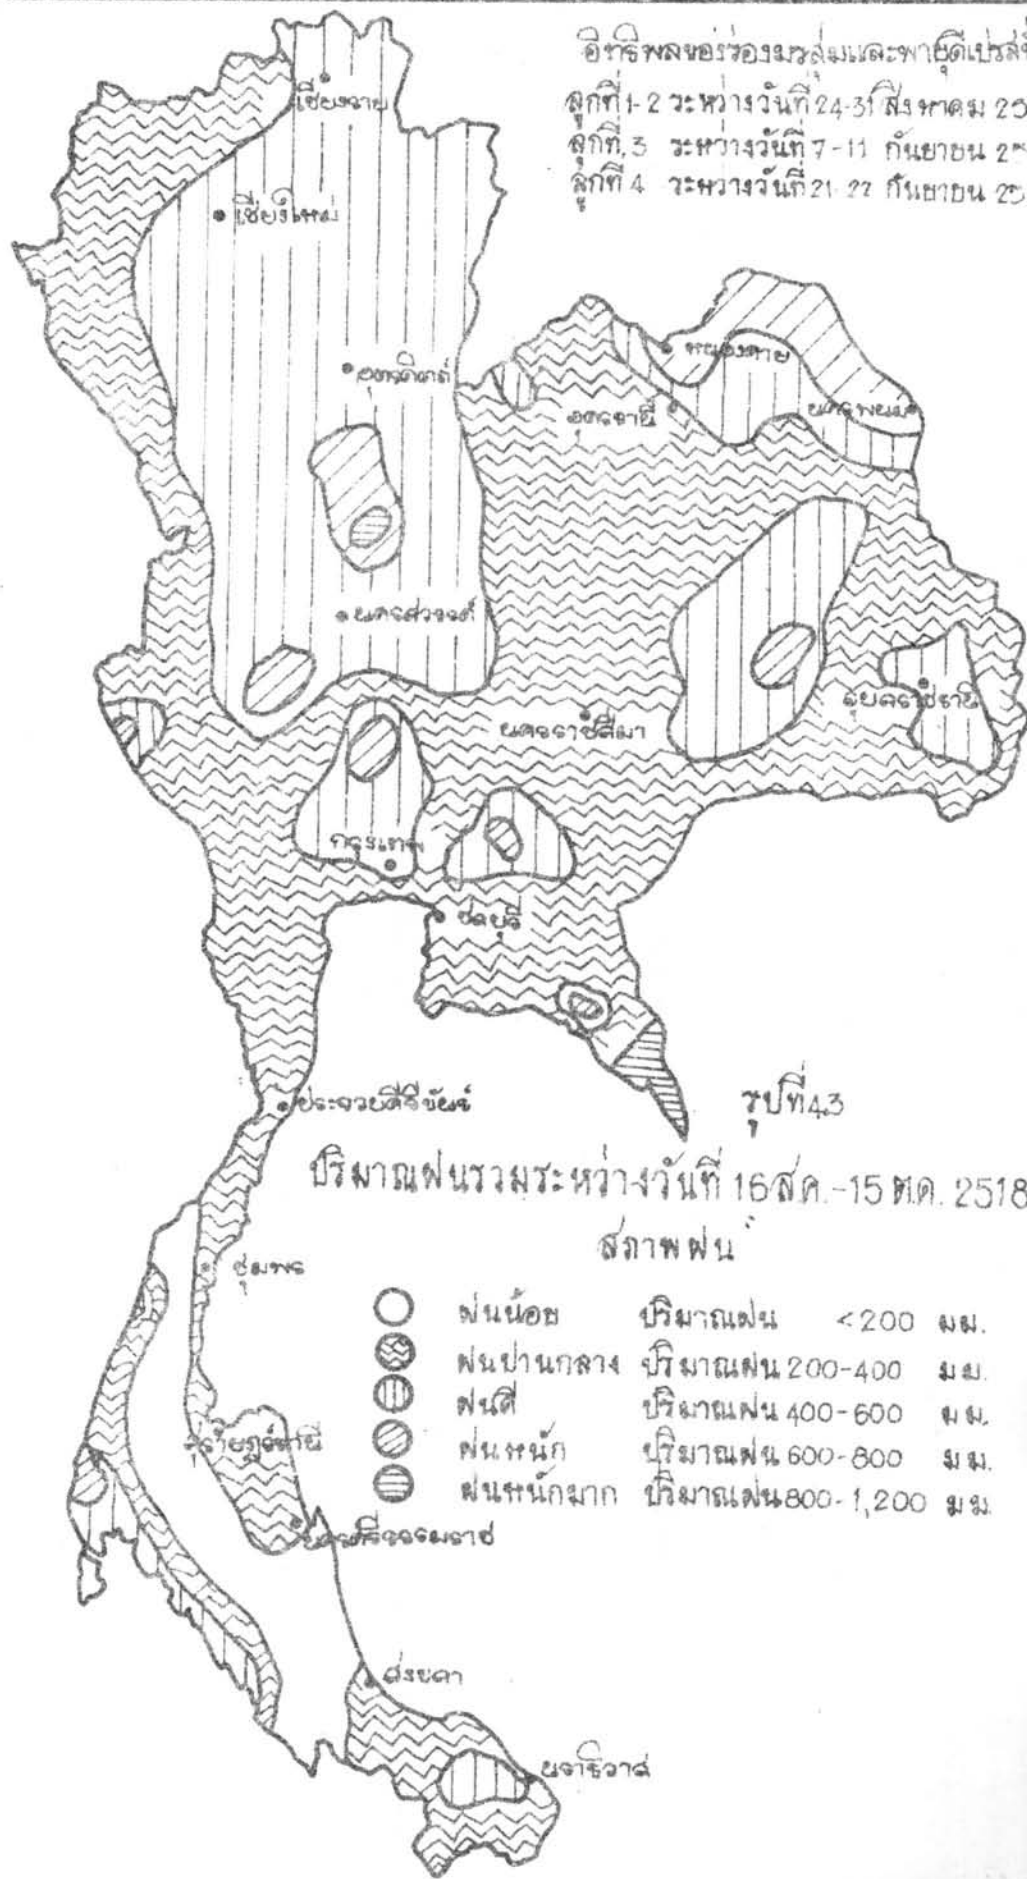 อิทธิพลของร่องมรสุมและพายุดีเปรสชั่
ลูกที่ 1-2 ระหว่างวันที่ 24-31 สิงหาคม 25
ลูกที่ 3 ระหว่างวันที่ 7-11 กันยายน 25
ลูกที่ 4 ระหว่างวันที่ 21-22 กันยายน 25
เชียงราย
เชียงใหม่
หนองคาย
อุตรดิตถ์
อุดรธานี
นครพนม
นครสวรรค์
อุบลราชธานี
นครราชสีมา
กรุงเทพ
ชลบุรี
ประจวบคีรีขันธ์
รูปที่ 4.3
ปริมาณฝนรวมระหว่างวันที่ 16 ส.ค.-15 ต.ค. 2518
สภาพฝน
ชุมพร
ฝนน้อย ปริมาณฝน <200 มม.
ฝนปานกลาง ปริมาณฝน 200-400 มม.
ฝนดี ปริมาณฝน 400-600 มม.
ฝนหนัก ปริมาณฝน 600-800 มม.
ฝนหนักมาก ปริมาณฝน 800-1,200 มม.
สุราษฎร์ธานี
นครศรีธรรมราช
สงขลา
นราธิวาส